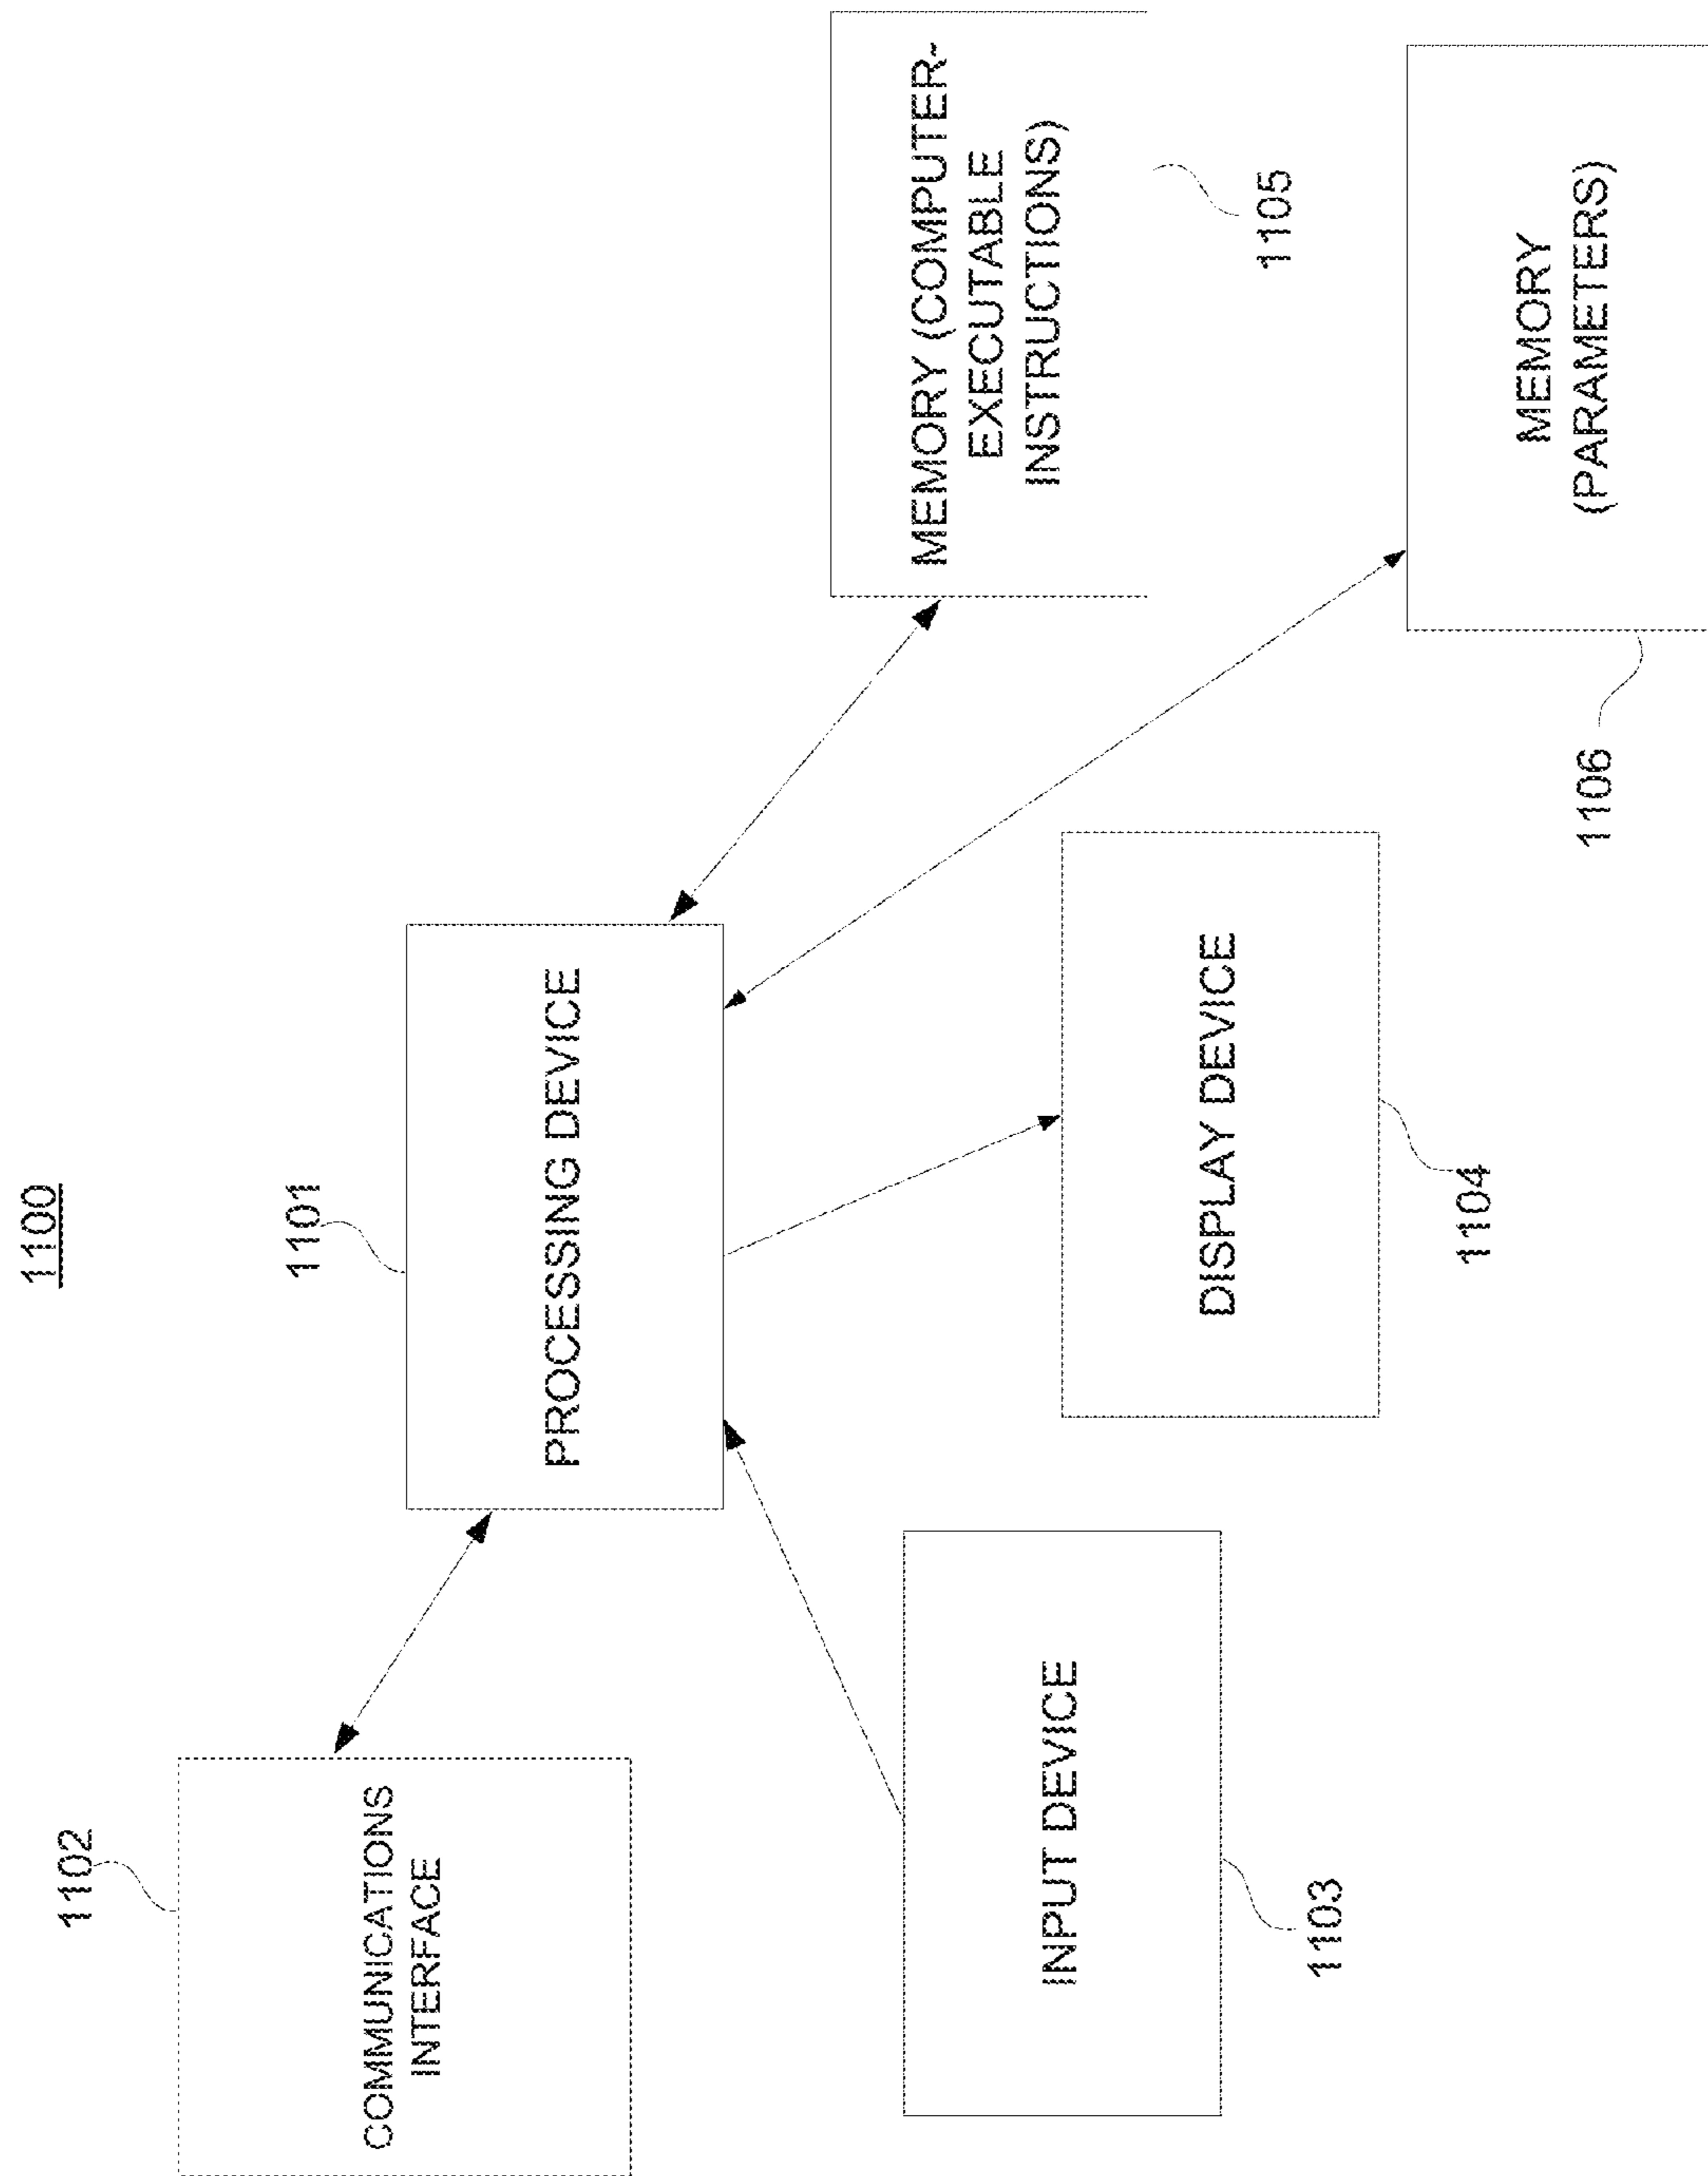 1100
1101
PROCESSING DEVICE
1102
COMMUNICATIONS
INTERFACE
INPUT DEVICE
1103
DISPLAY DEVICE
1104
MEMORY (COMPUTER-
EXECUTABLE
INSTRUCTIONS)
1105
MEMORY
(PARAMETERS)
1106